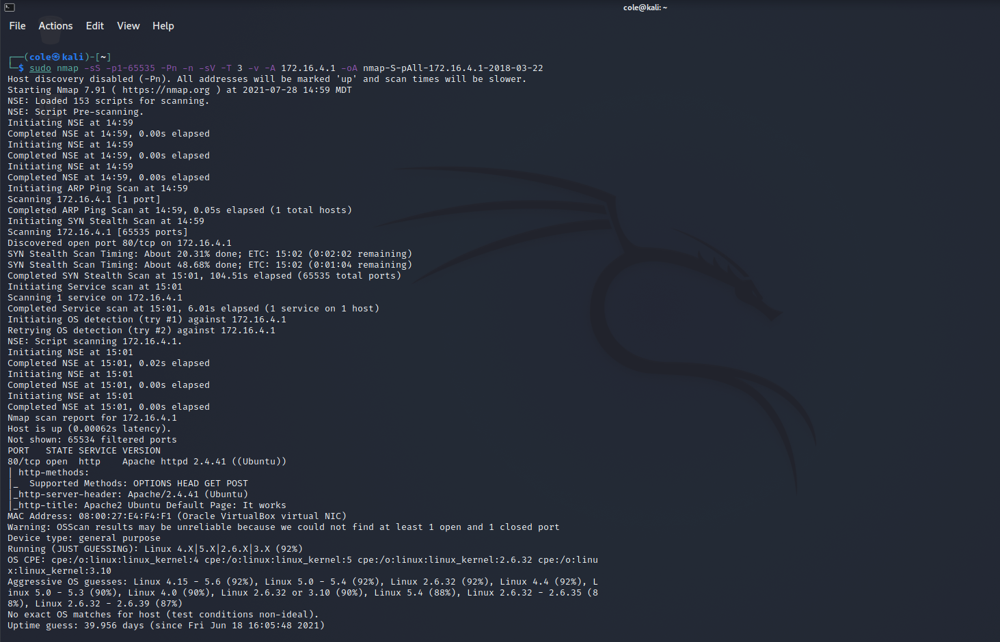 cole@kali: ~
File Actions Edit View Help
┌──(cole㉿kali)-[~]
└─$ sudo nmap -sS -p1-65535 -Pn -n -sV -T 3 -v -A 172.16.4.1 -oA nmap-S-pAll-172.16.4.1-2018-03-22
Host discovery disabled (-Pn). All addresses will be marked 'up' and scan times will be slower.
Starting Nmap 7.91 ( https://nmap.org ) at 2021-07-28 14:59 MDT
NSE: Loaded 153 scripts for scanning.
NSE: Script Pre-scanning.
Initiating NSE at 14:59
Completed NSE at 14:59, 0.00s elapsed
Initiating NSE at 14:59
Completed NSE at 14:59, 0.00s elapsed
Initiating NSE at 14:59
Completed NSE at 14:59, 0.00s elapsed
Initiating ARP Ping Scan at 14:59
Scanning 172.16.4.1 [1 port]
Completed ARP Ping Scan at 14:59, 0.05s elapsed (1 total hosts)
Initiating SYN Stealth Scan at 14:59
Scanning 172.16.4.1 [65535 ports]
Discovered open port 80/tcp on 172.16.4.1
SYN Stealth Scan Timing: About 20.31% done; ETC: 15:02 (0:02:02 remaining)
SYN Stealth Scan Timing: About 48.68% done; ETC: 15:02 (0:01:04 remaining)
Completed SYN Stealth Scan at 15:01, 104.51s elapsed (65535 total ports)
Initiating Service scan at 15:01
Scanning 1 service on 172.16.4.1
Completed Service scan at 15:01, 6.01s elapsed (1 service on 1 host)
Initiating OS detection (try #1) against 172.16.4.1
Retrying OS detection (try #2) against 172.16.4.1
NSE: Script scanning 172.16.4.1.
Initiating NSE at 15:01
Completed NSE at 15:01, 0.02s elapsed
Initiating NSE at 15:01
Completed NSE at 15:01, 0.00s elapsed
Initiating NSE at 15:01
Completed NSE at 15:01, 0.00s elapsed
Nmap scan report for 172.16.4.1
Host is up (0.00062s latency).
Not shown: 65534 filtered ports
PORT   STATE SERVICE VERSION
80/tcp open  http    Apache httpd 2.4.41 ((Ubuntu))
| http-methods:
|_  Supported Methods: OPTIONS HEAD GET POST
|_http-server-header: Apache/2.4.41 (Ubuntu)
|_http-title: Apache2 Ubuntu Default Page: It works
MAC Address: 08:00:27:E4:F4:F1 (Oracle VirtualBox virtual NIC)
Warning: OSScan results may be unreliable because we could not find at least 1 open and 1 closed port
Device type: general purpose
Running (JUST GUESSING): Linux 4.X|5.X|2.6.X|3.X (92%)
OS CPE: cpe:/o:linux:linux_kernel:4 cpe:/o:linux:linux_kernel:5 cpe:/o:linux:linux_kernel:2.6.32 cpe:/o:linu
x:linux_kernel:3.10
Aggressive OS guesses: Linux 4.15 - 5.6 (92%), Linux 5.0 - 5.4 (92%), Linux 2.6.32 (92%), Linux 4.4 (92%), L
inux 5.0 - 5.3 (90%), Linux 4.0 (90%), Linux 2.6.32 or 3.10 (90%), Linux 5.4 (88%), Linux 2.6.32 - 2.6.35 (8
8%), Linux 2.6.32 - 2.6.39 (87%)
No exact OS matches for host (test conditions non-ideal).
Uptime guess: 39.956 days (since Fri Jun 18 16:05:48 2021)